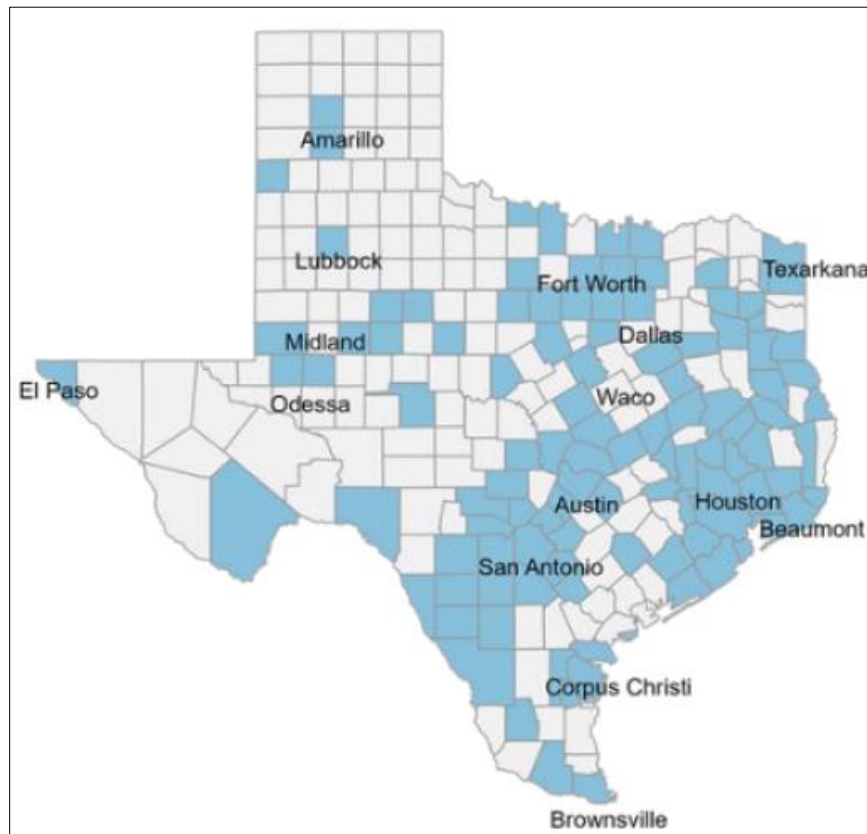 Amarillo
Lubbock
Fort Worth
Texarkana
Dallas
Midland
El Paso
Odessa
Waco
Austin
Houston
Beaumont
San Antonio
Corpus Christi
Brownsville